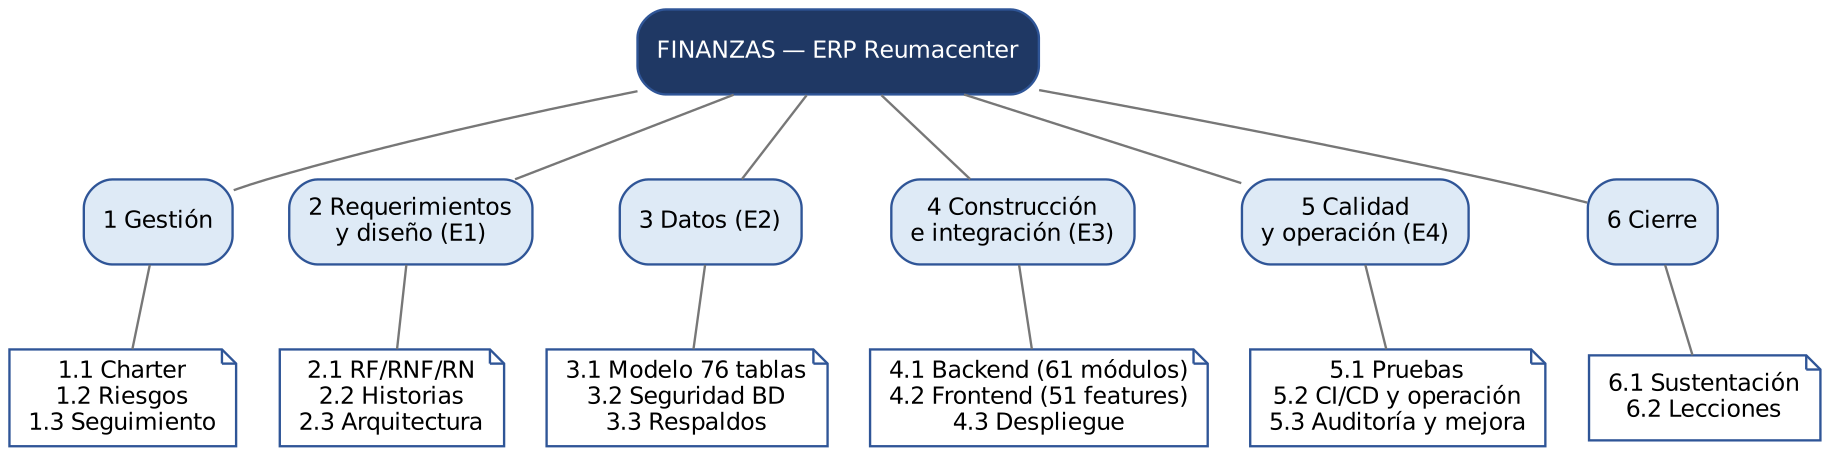 FINANZAS — ERP Reumacenter
1 Gestión
2 Requerimientos
y diseño (E1)
3 Datos (E2)
4 Construcción
e integración (E3)
5 Calidad
y operación (E4)
6 Cierre
1.1 Charter
1.2 Riesgos
1.3 Seguimiento
2.1 RF/RNF/RN
2.2 Historias
2.3 Arquitectura
3.1 Modelo 76 tablas
3.2 Seguridad BD
3.3 Respaldos
4.1 Backend (61 módulos)
4.2 Frontend (51 features)
4.3 Despliegue
5.1 Pruebas
5.2 CI/CD y operación
5.3 Auditoría y mejora
6.1 Sustentación
6.2 Lecciones